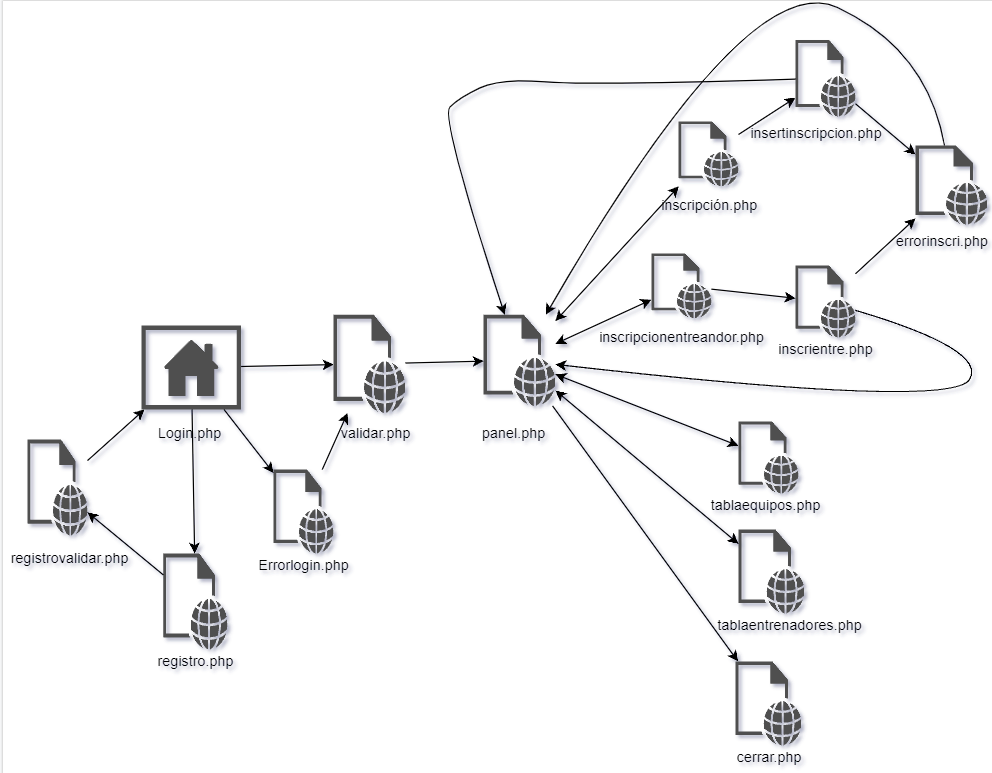 insertinscripcion.php
inscripción.php
errorinscri.php
inscripcionentreandor.php
inscrientre.php
Login.php
validar.php
panel.php
tablaequipos.php
registrovalidar.php
Errorlogin.php
tablaentrenadores.php
registro.php
cerrar.php